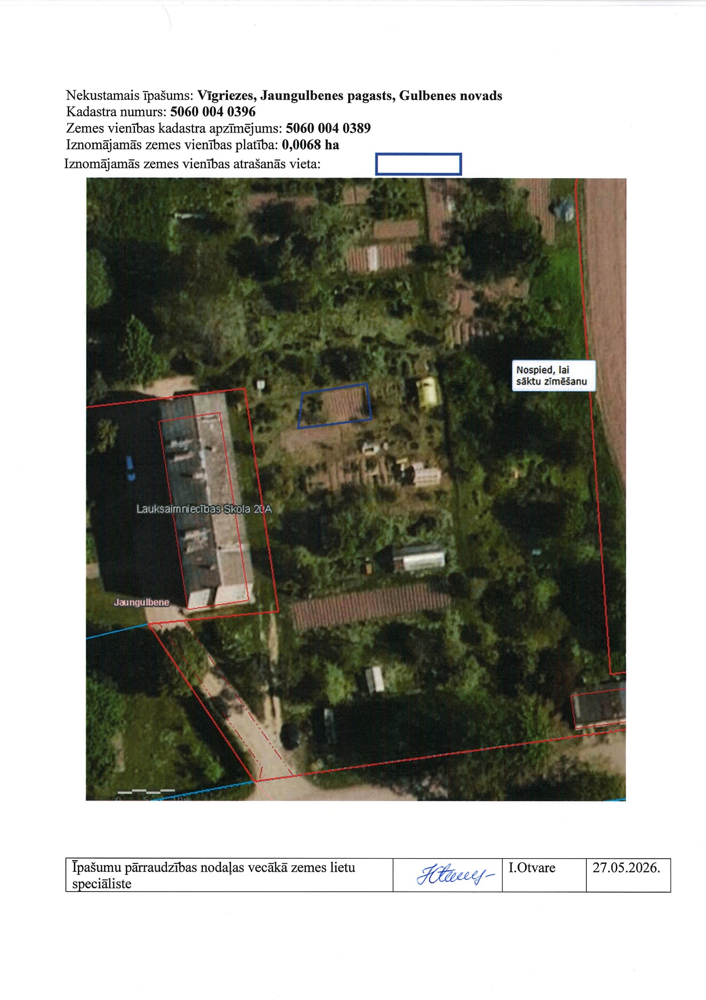 Nekustamais īpašums: Vīgriezes, Jaungulbenes pagasts, Gulbenes novads
Kadastra numurs: 5060 004 0396
Zemes vienības kadastra apzīmējums: 5060 004 0389
Iznomājamās zemes vienības platība: 0,0068 ha
Iznomājamās zemes vienības atrašanās vieta:
Nospied, lai
sāktu zīmēšanu
Lauksaimniecības Skola 20A
Jaungulbene
Īpašumu pārraudzības nodaļas vecākā zemes lietu
speciāliste
I.Otvare
27.05.2026.